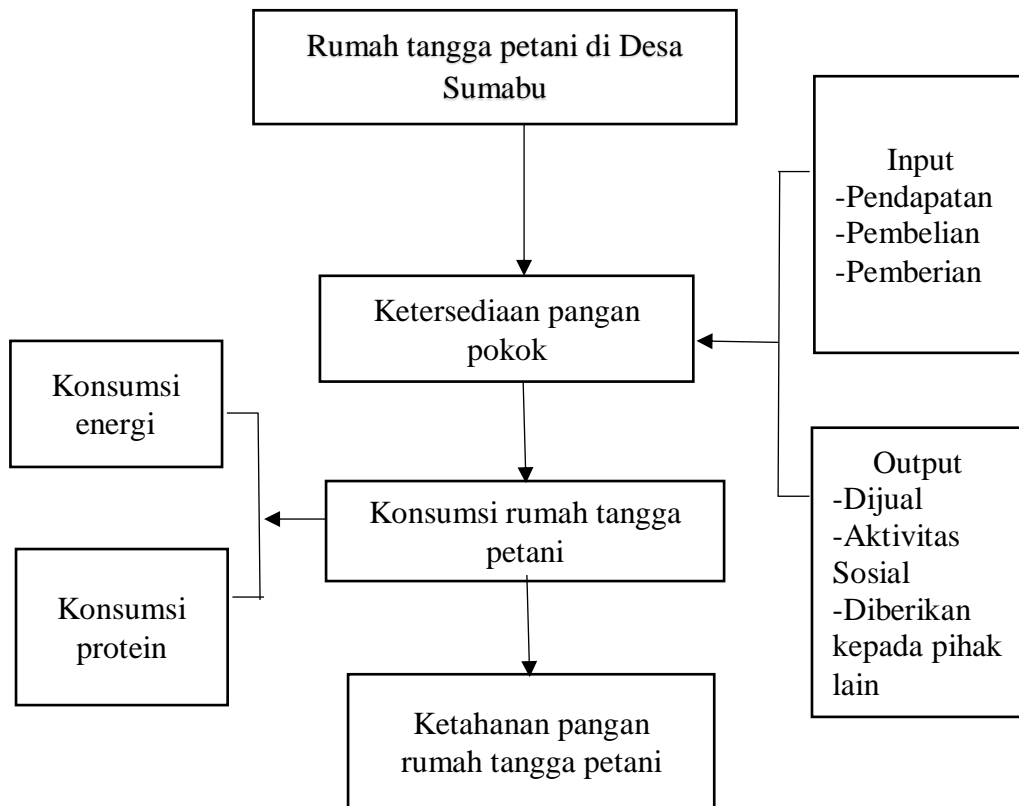 Rumah tangga petani di Desa
Sumabu
Input
-Pendapatan
-Pembelian
-Pemberian
Ketersediaan pangan
pokok
Konsumsi
energi
Output
-Dijual
-Aktivitas
Sosial
-Diberikan
kepada pihak
lain
Konsumsi rumah tangga
petani
Konsumsi
protein
Ketahanan pangan
rumah tangga petani